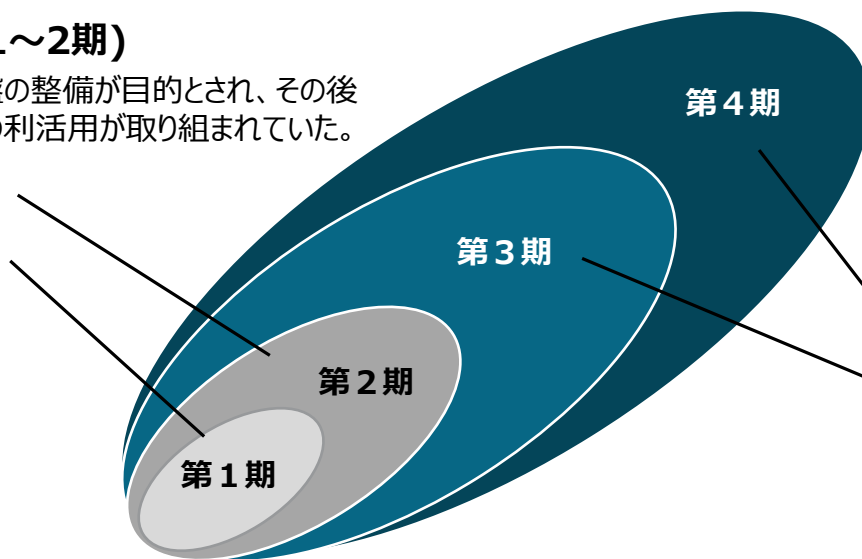 ～2期)
の整備が目的とされ、その後
の利活用が取り組まれていた。
第4期
第3期
第2期
第1期